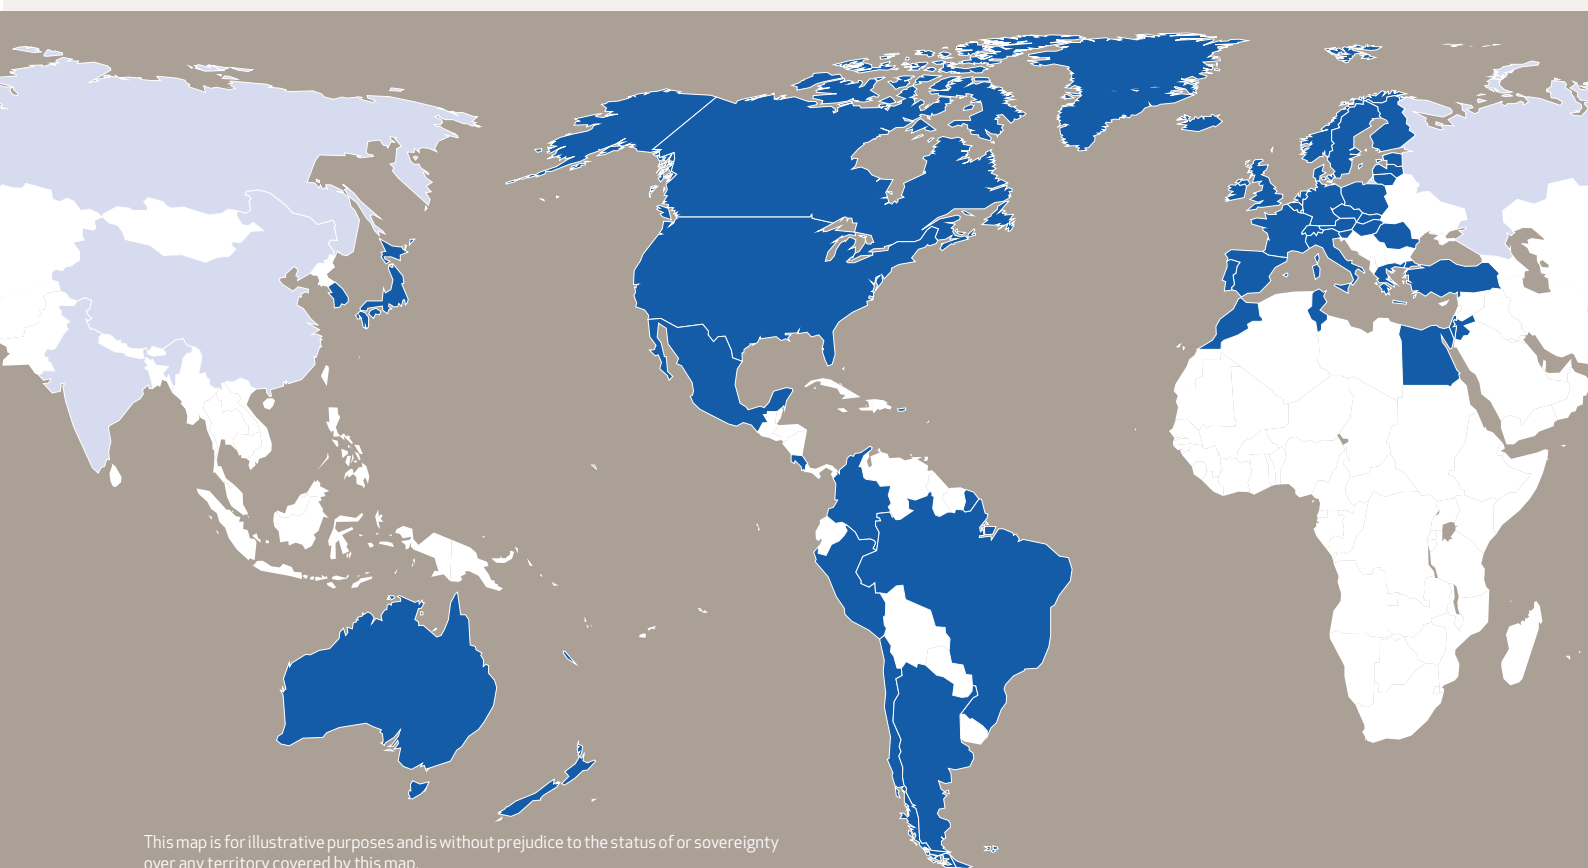 This map is for illustrative purposes and is without prejudice to the status of or sovereignty
over any territory covered by this map.